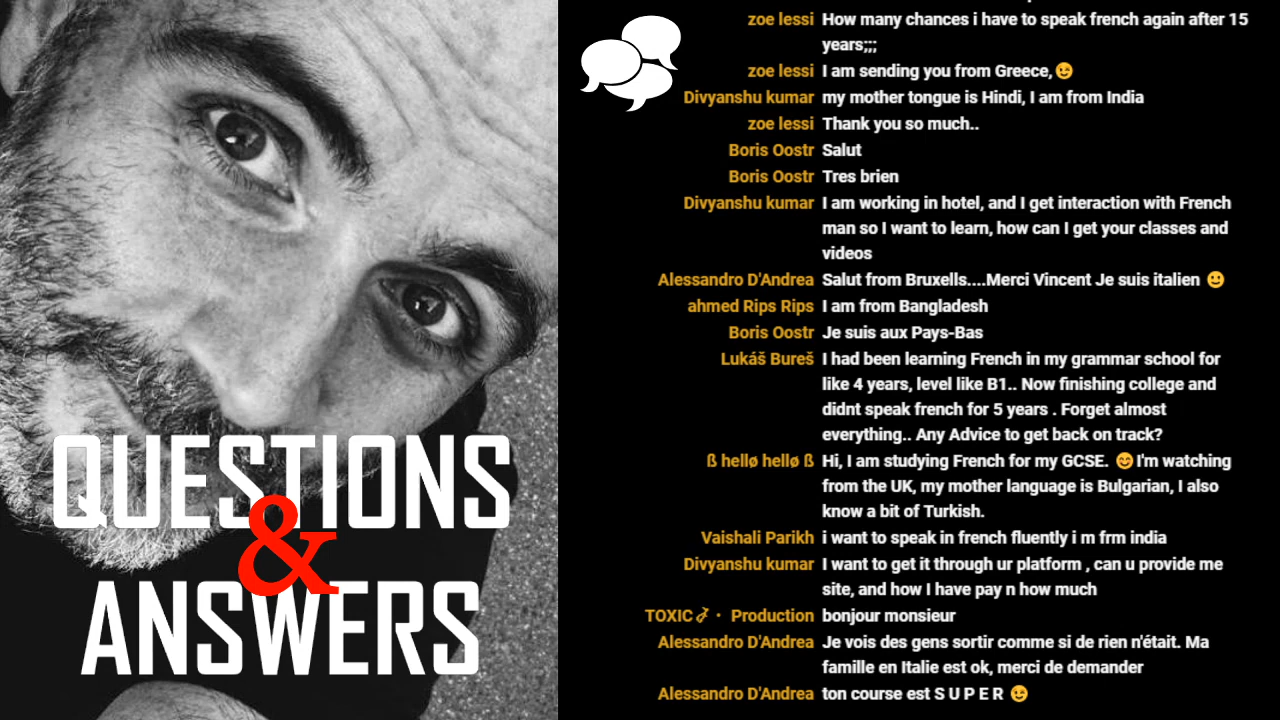 QUESTIONS
&
ANSWERS
zoe lessi How many chances i have to speak french again after 15
years;;;
zoe lessi I am sending you from Greece,😉
Divyanshu kumar my mother tongue is Hindi, I am from India
zoe lessi Thank you so much..
Boris Oostr Salut
Boris Oostr Tres brien
Divyanshu kumar I am working in hotel, and I get interaction with French
man so I want to learn, how can I get your classes and
videos
Alessandro D'Andrea Salut from Bruxells....Merci Vincent Je suis italien 🙂
ahmed Rips Rips I am from Bangladesh
Boris Oostr Je suis aux Pays-Bas
Lukáš Bureš I had been learning French in my grammar school for
like 4 years, level like B1.. Now finishing college and
didnt speak french for 5 years . Forget almost
everything.. Any Advice to get back on track?
ß hellø hellø ß Hi, I am studying French for my GCSE. 😊I'm watching
from the UK, my mother language is Bulgarian, I also
know a bit of Turkish.
Vaishali Parikh i want to speak in french fluently i m frm india
Divyanshu kumar I want to get it through ur platform , can u provide me
site, and how I have pay n how much
TOXIC · Production bonjour monsieur
Alessandro D'Andrea Je vois des gens sortir comme si de rien n'était. Ma
famille en Italie est ok, merci de demander
Alessandro D'Andrea ton course est S U P E R 😉